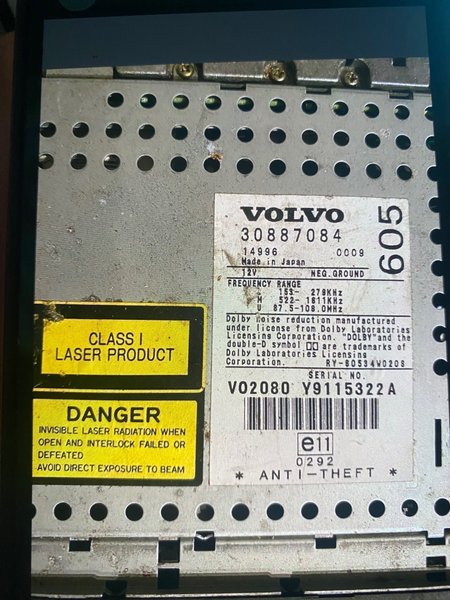 VOLVO
30887084
14996 0009
Made in Japan
605
12V NEG.GROUND
FREQUENCY RANGE
L 153- 279KHz
M 522-1611KHz
U 87.5-108.0MHz
Dolby noise reduction manufactured
under license from Dolby Laboratories
Licensing Corporation. "DOLBY"and the
double-D symbol are trademarks of
Dolby Laboratories Licensing
Corporation. RY-80534W0208
SERIAL NO.
V02080 Y9115322A
e11
0292
* ANTI-THEFT *
CLASS I
LASER PRODUCT
DANGER
INVISIBLE LASER RADIATION WHEN
OPEN AND INTERLOCK FAILED OR
DEFEATED
AVOID DIRECT EXPOSURE TO BEAM